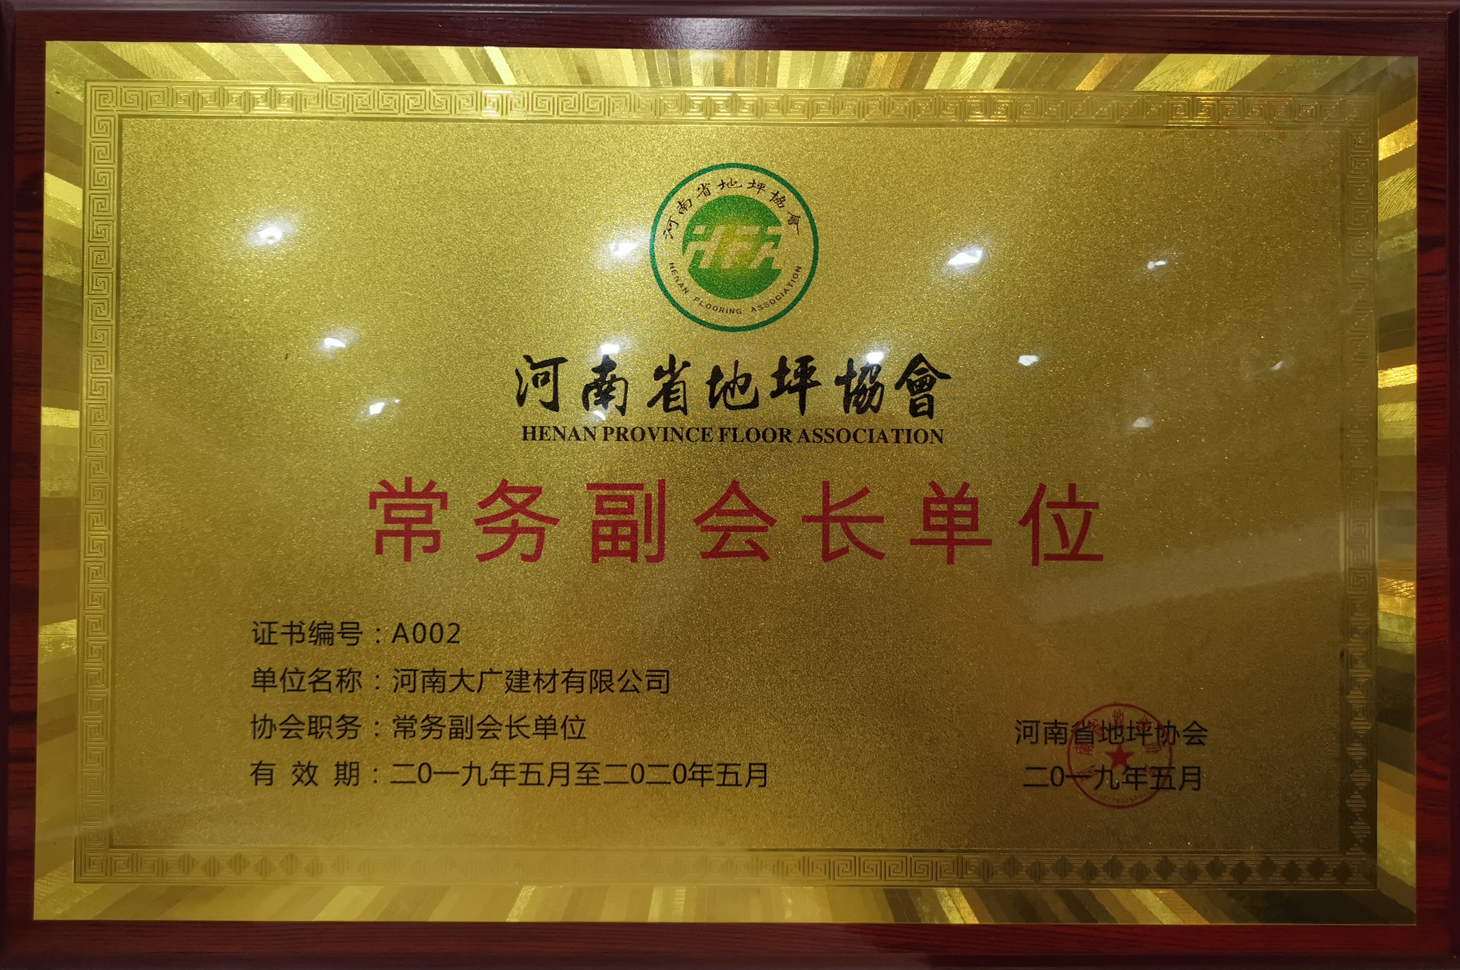 河南省地坪協會
HENAN FLOORING ASSOCIATION
河南省地坪協會
HENAN PROVINCE FLOOR ASSOCIATION
常务副会长单位
证书编号：A002
单位名称：河南大广建材有限公司
协会职务：常务副会长单位
有 效 期：二0一九年五月至二0二0年五月
河南省地坪协会
二0一九年五月